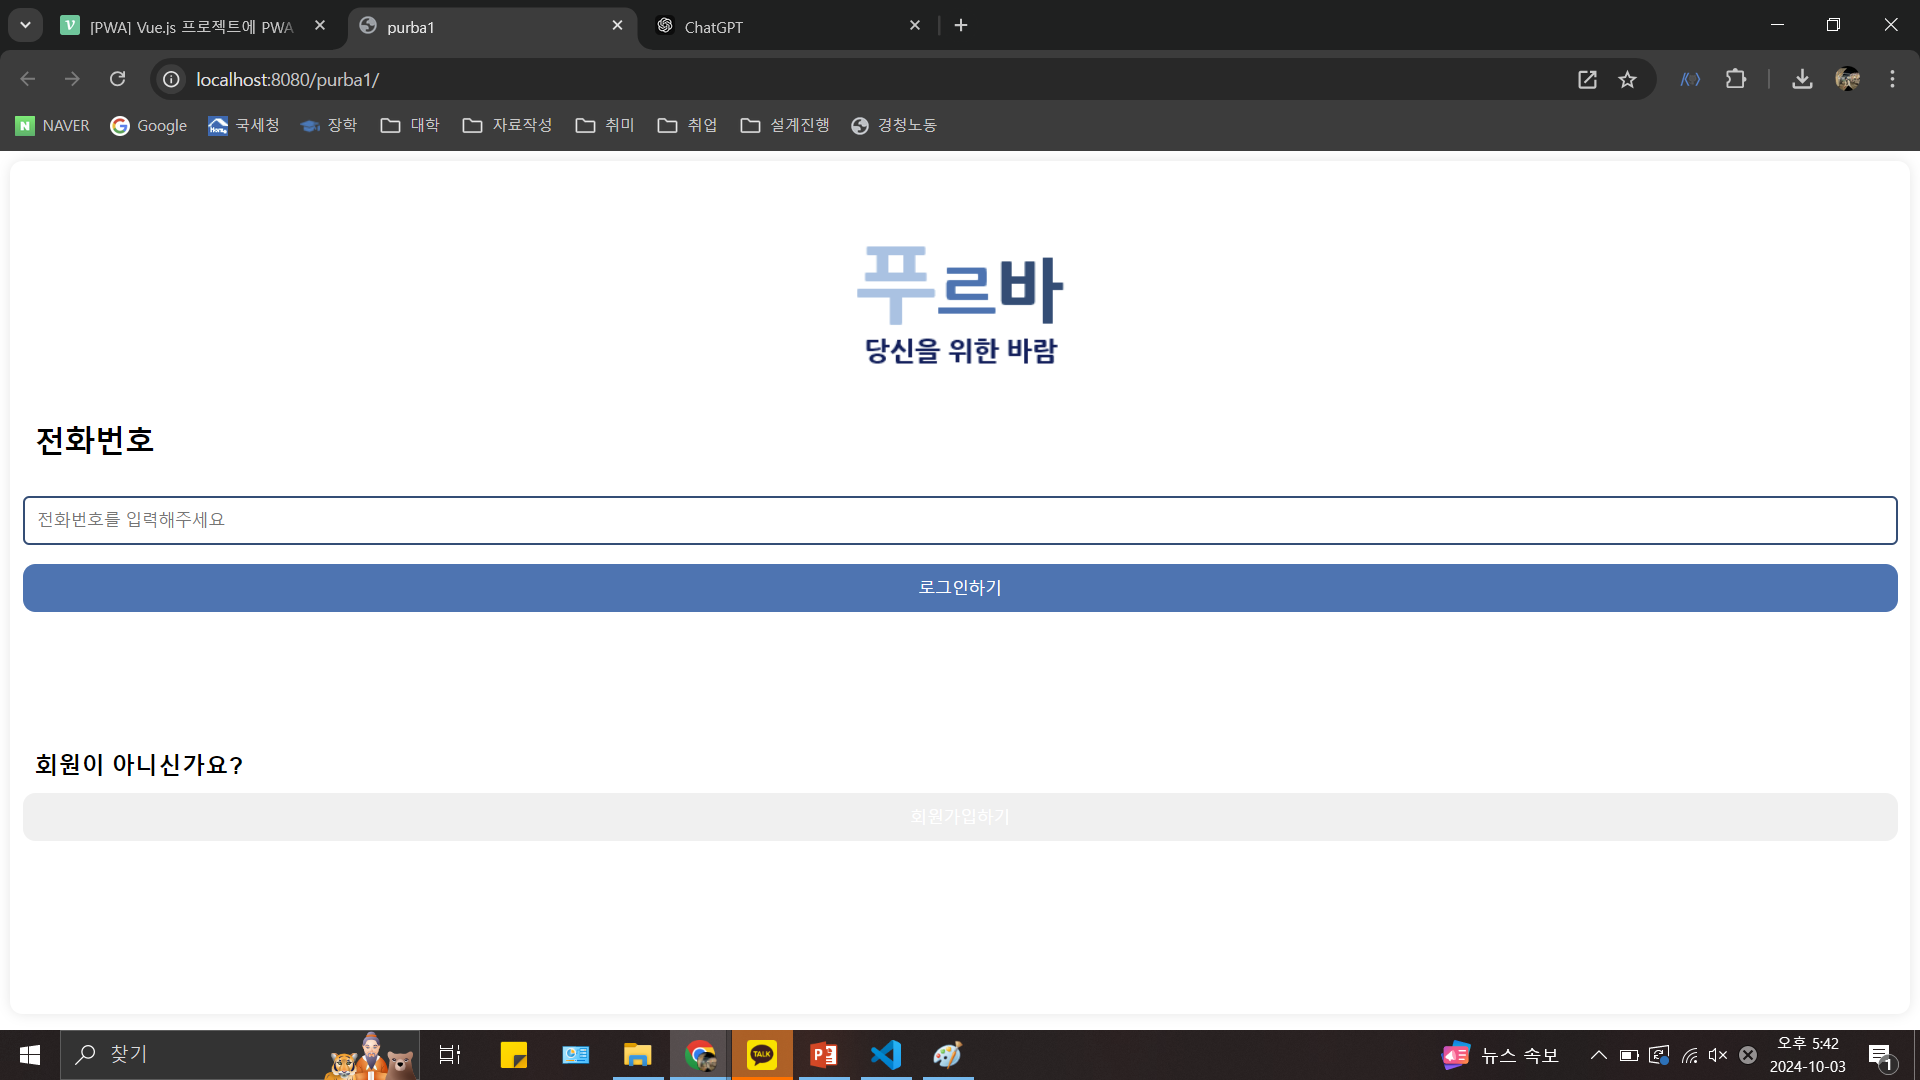 [PWA] Vue.js 프로젝트에 PWA
purba1
ChatGPT
localhost:8080/purba1/
NAVER
Google
국세청
장학
대학
자료작성
취미
취업
설계진행
경청노동
푸르바
당신을 위한 바람
전화번호
전화번호를 입력해주세요
로그인하기
회원이 아니신가요?
회원가입하기
찾기
TALK
뉴스 속보
오후 5:42
2024-10-03
1